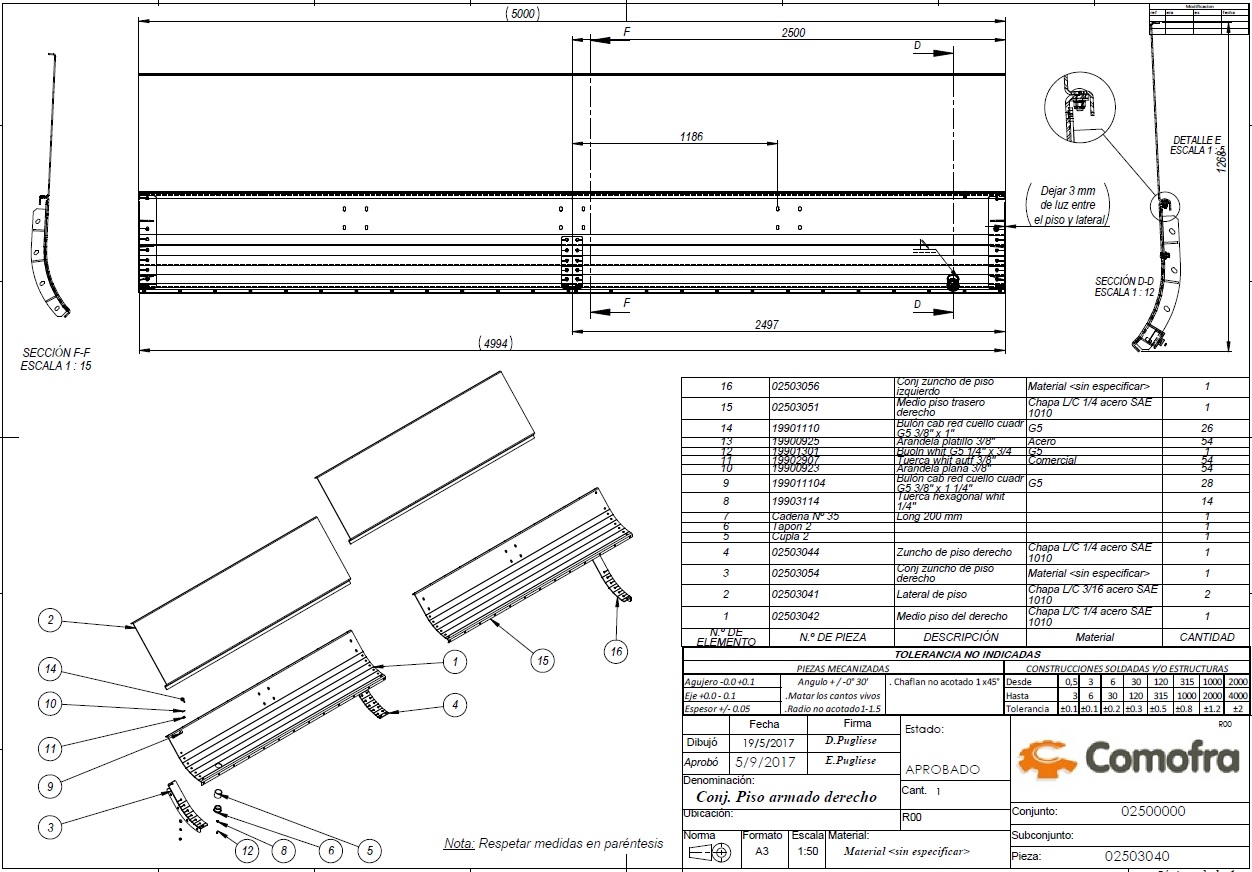 Modificacion
ref era es fecha
(5000)
F
2500
D
1186
DETALLE E
ESCALA 1 : 5
1268
Dejar 3 mm
de luz entre
el piso y lateral
SECCIÓN D-D
ESCALA 1 : 12
F
D
2497
(4994)
SECCIÓN F-F
ESCALA 1 : 15
16 02503056 Conj zuncho de piso izquierdo Material <sin especificar> 1
15 02503051 Medio piso trasero derecho Chapa L/C 1/4 acero SAE 1010 1
14 19901110 Bulón cab red cuello cuadr G5 3/8" x 1" G5 26
13 19900925 Arandela platillo 3/8" Acero 54
12 19901301 Buoln whit G5 1/4" x 3/4 G5 1
11 19902907 Tuerca whit autf 3/8" Comercial 54
10 19900923 Arandela plana 3/8" 54
9 199011104 Bulón cab red cuello cuadr G5 3/8" x 1 1/4" G5 28
8 19903114 Tuerca hexagonal whit 1/4" 14
7 Cadena Nº 35 Long 200 mm 1
6 Tapon 2 1
5 Cupla 2 1
4 02503044 Zuncho de piso derecho Chapa L/C 1/4 acero SAE 1010 1
3 02503054 Conj zuncho de piso derecho Material <sin especificar> 1
2 02503041 Lateral de piso Chapa L/C 3/16 acero SAE 1010 2
1 02503042 Medio piso del derecho Chapa L/C 1/4 acero SAE 1010 1
N.º DE ELEMENTO N.º DE PIEZA DESCRIPCIÓN Material CANTIDAD
2
14
10
11
9
3
12
8
6
5
1
4
15
16
Nota: Respetar medidas en paréntesis
TOLERANCIA NO INDICADAS
PIEZAS MECANIZADAS CONSTRUCCIONES SOLDADAS Y/O ESTRUCTURAS
Agujero -0.0 +0.1 Angulo + / -0° 30' . Chaflan no acotado 1 x45° Desde 0,5 3 6 30 120 315 1000 2000
Eje +0.0 - 0.1 .Matar los cantos vivos Hasta 3 6 30 120 315 1000 2000 4000
Espesor +/- 0.05 .Radio no acotado1-1.5 Tolerancia ±0.1 ±0.1 ±0.2 ±0.3 ±0.5 ±0.8 ±1.2 ±2
Fecha Firma
Dibujó 19/5/2017 D.Pugliese
Aprobó 5/9/2017 E.Pugliese
Estado:
APROBADO
R00
Comofra
Denominación:
Conj. Piso armado derecho
Cant. 1
Ubicación:
R00
Conjunto: 02500000
Norma Formato Escala Material:
A3 1:50 Material <sin especificar>
Subconjunto:
Pieza: 02503040